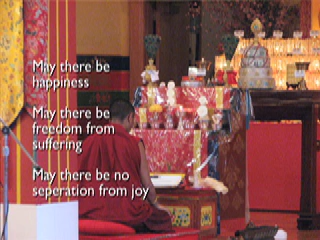 May there be
happiness
May there be
freedom from
suffering
May there be no
seperation from joy